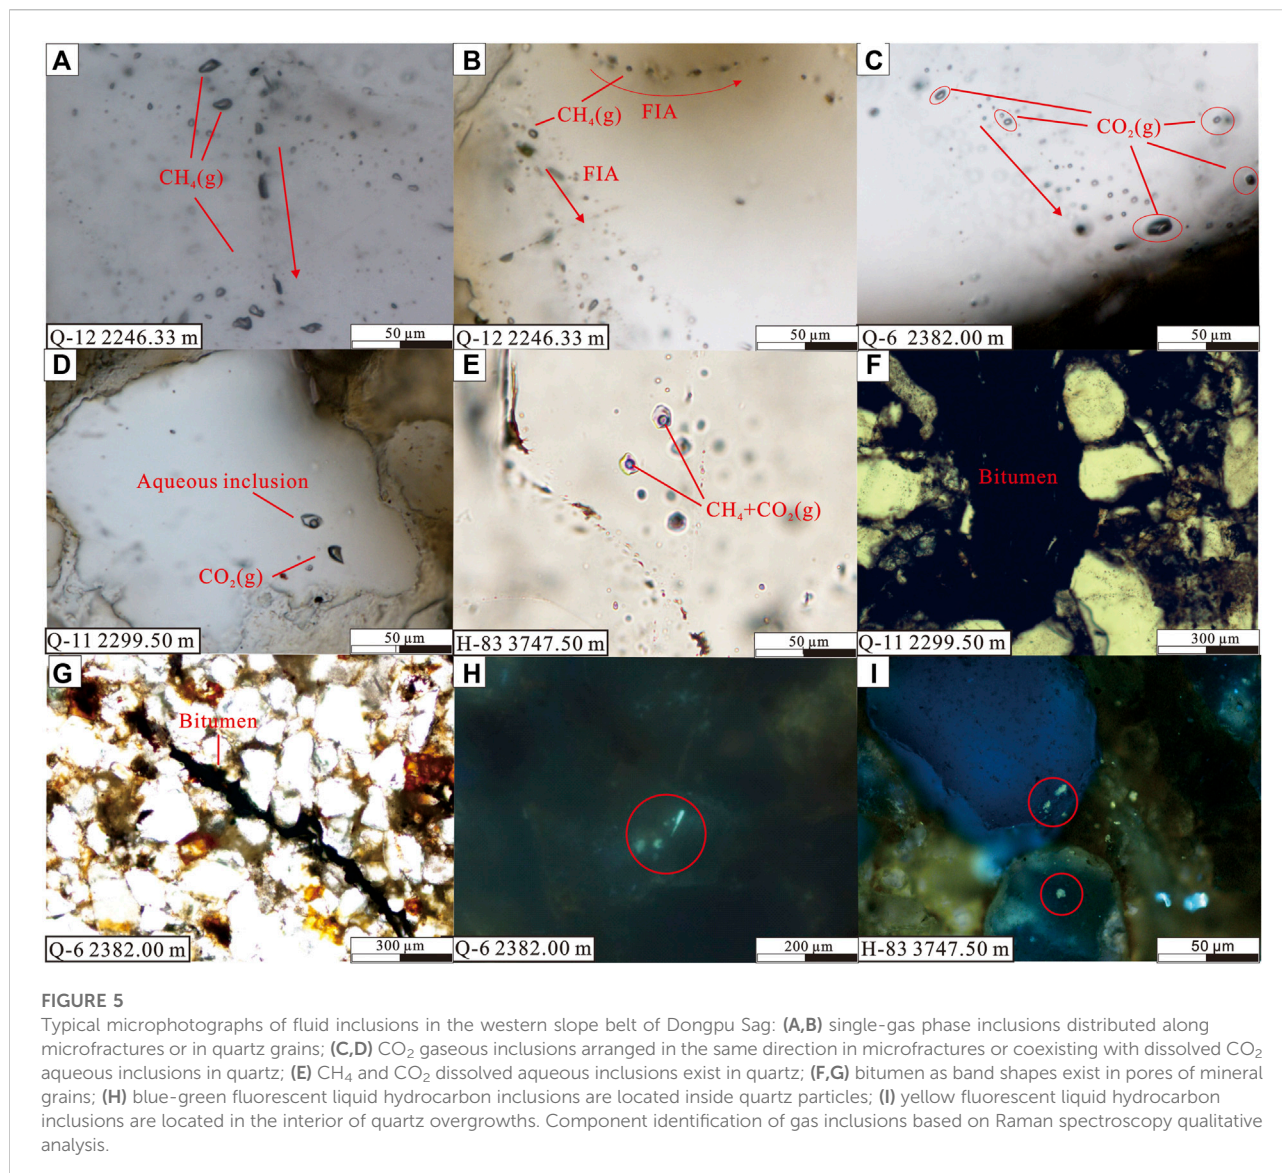 A
CH₄(g)
Q-12 2246.33 m
50 μm
B
CH₄(g)
FIA
FIA
Q-12 2246.33 m
50 μm
C
CO₂(g)
Q-6 2382.00 m
50 μm
D
Aqueous inclusion
CO₂(g)
Q-11 2299.50 m
50 μm
E
CH₄+CO₂(g)
H-83 3747.50 m
50 μm
F
Bitumen
Q-11 2299.50 m
300 μm
G
Bitumen
Q-6 2382.00 m
300 μm
H
Q-6 2382.00 m
200 μm
I
H-83 3747.50 m
50 μm
FIGURE 5
Typical microphotographs of fluid inclusions in the western slope belt of Dongpu Sag: (A,B) single-gas phase inclusions distributed along
microfractures or in quartz grains; (C,D) CO₂ gaseous inclusions arranged in the same direction in microfractures or coexisting with dissolved CO₂
aqueous inclusions in quartz; (E) CH₄ and CO₂ dissolved aqueous inclusions exist in quartz; (F,G) bitumen as band shapes exist in pores of mineral
grains; (H) blue-green fluorescent liquid hydrocarbon inclusions are located inside quartz particles; (I) yellow fluorescent liquid hydrocarbon
inclusions are located in the interior of quartz overgrowths. Component identification of gas inclusions based on Raman spectroscopy qualitative
analysis.